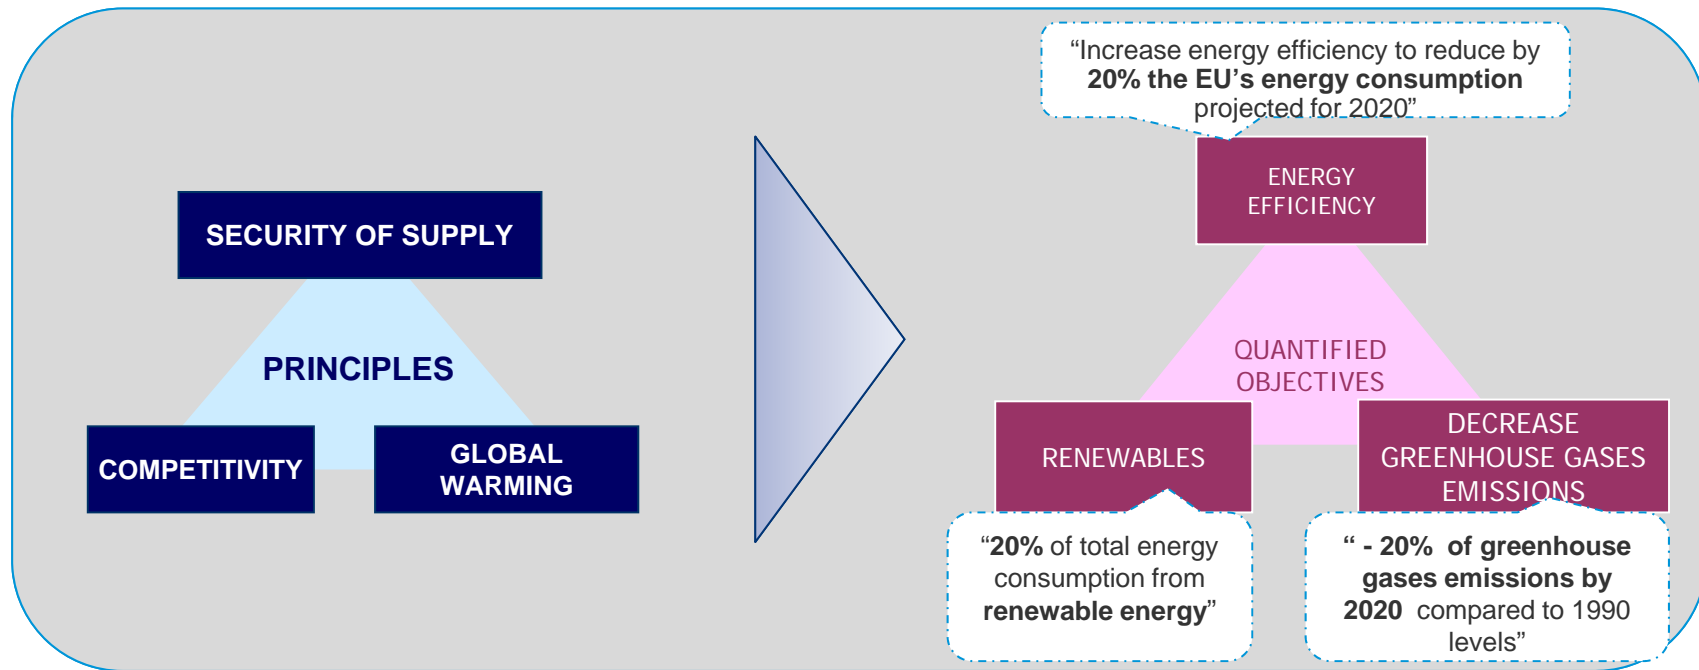 SECURITY OF SUPPLY
PRINCIPLES
COMPETITIVITY
GLOBAL
WARMING
“Increase energy efficiency to reduce by
20% the EU’s energy consumption
projected for 2020”
ENERGY
EFFICIENCY
QUANTIFIED
OBJECTIVES
RENEWABLES
DECREASE
GREENHOUSE GASES
EMISSIONS
“20% of total energy
consumption from
renewable energy”
“ - 20% of greenhouse
gases emissions by
2020 compared to 1990
levels”